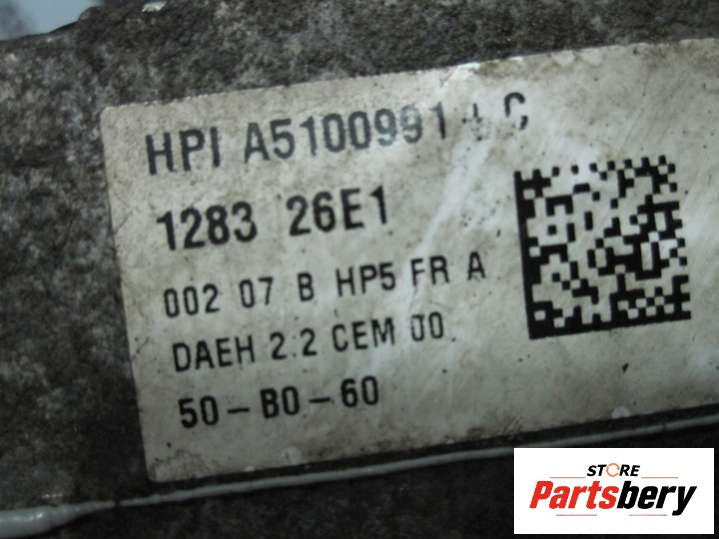 HPI A5100991
1283 26E1
002 07 B HP5 FR A
DAEH 2.2 CEM 00
50-B0-60
STORE
Partsbery